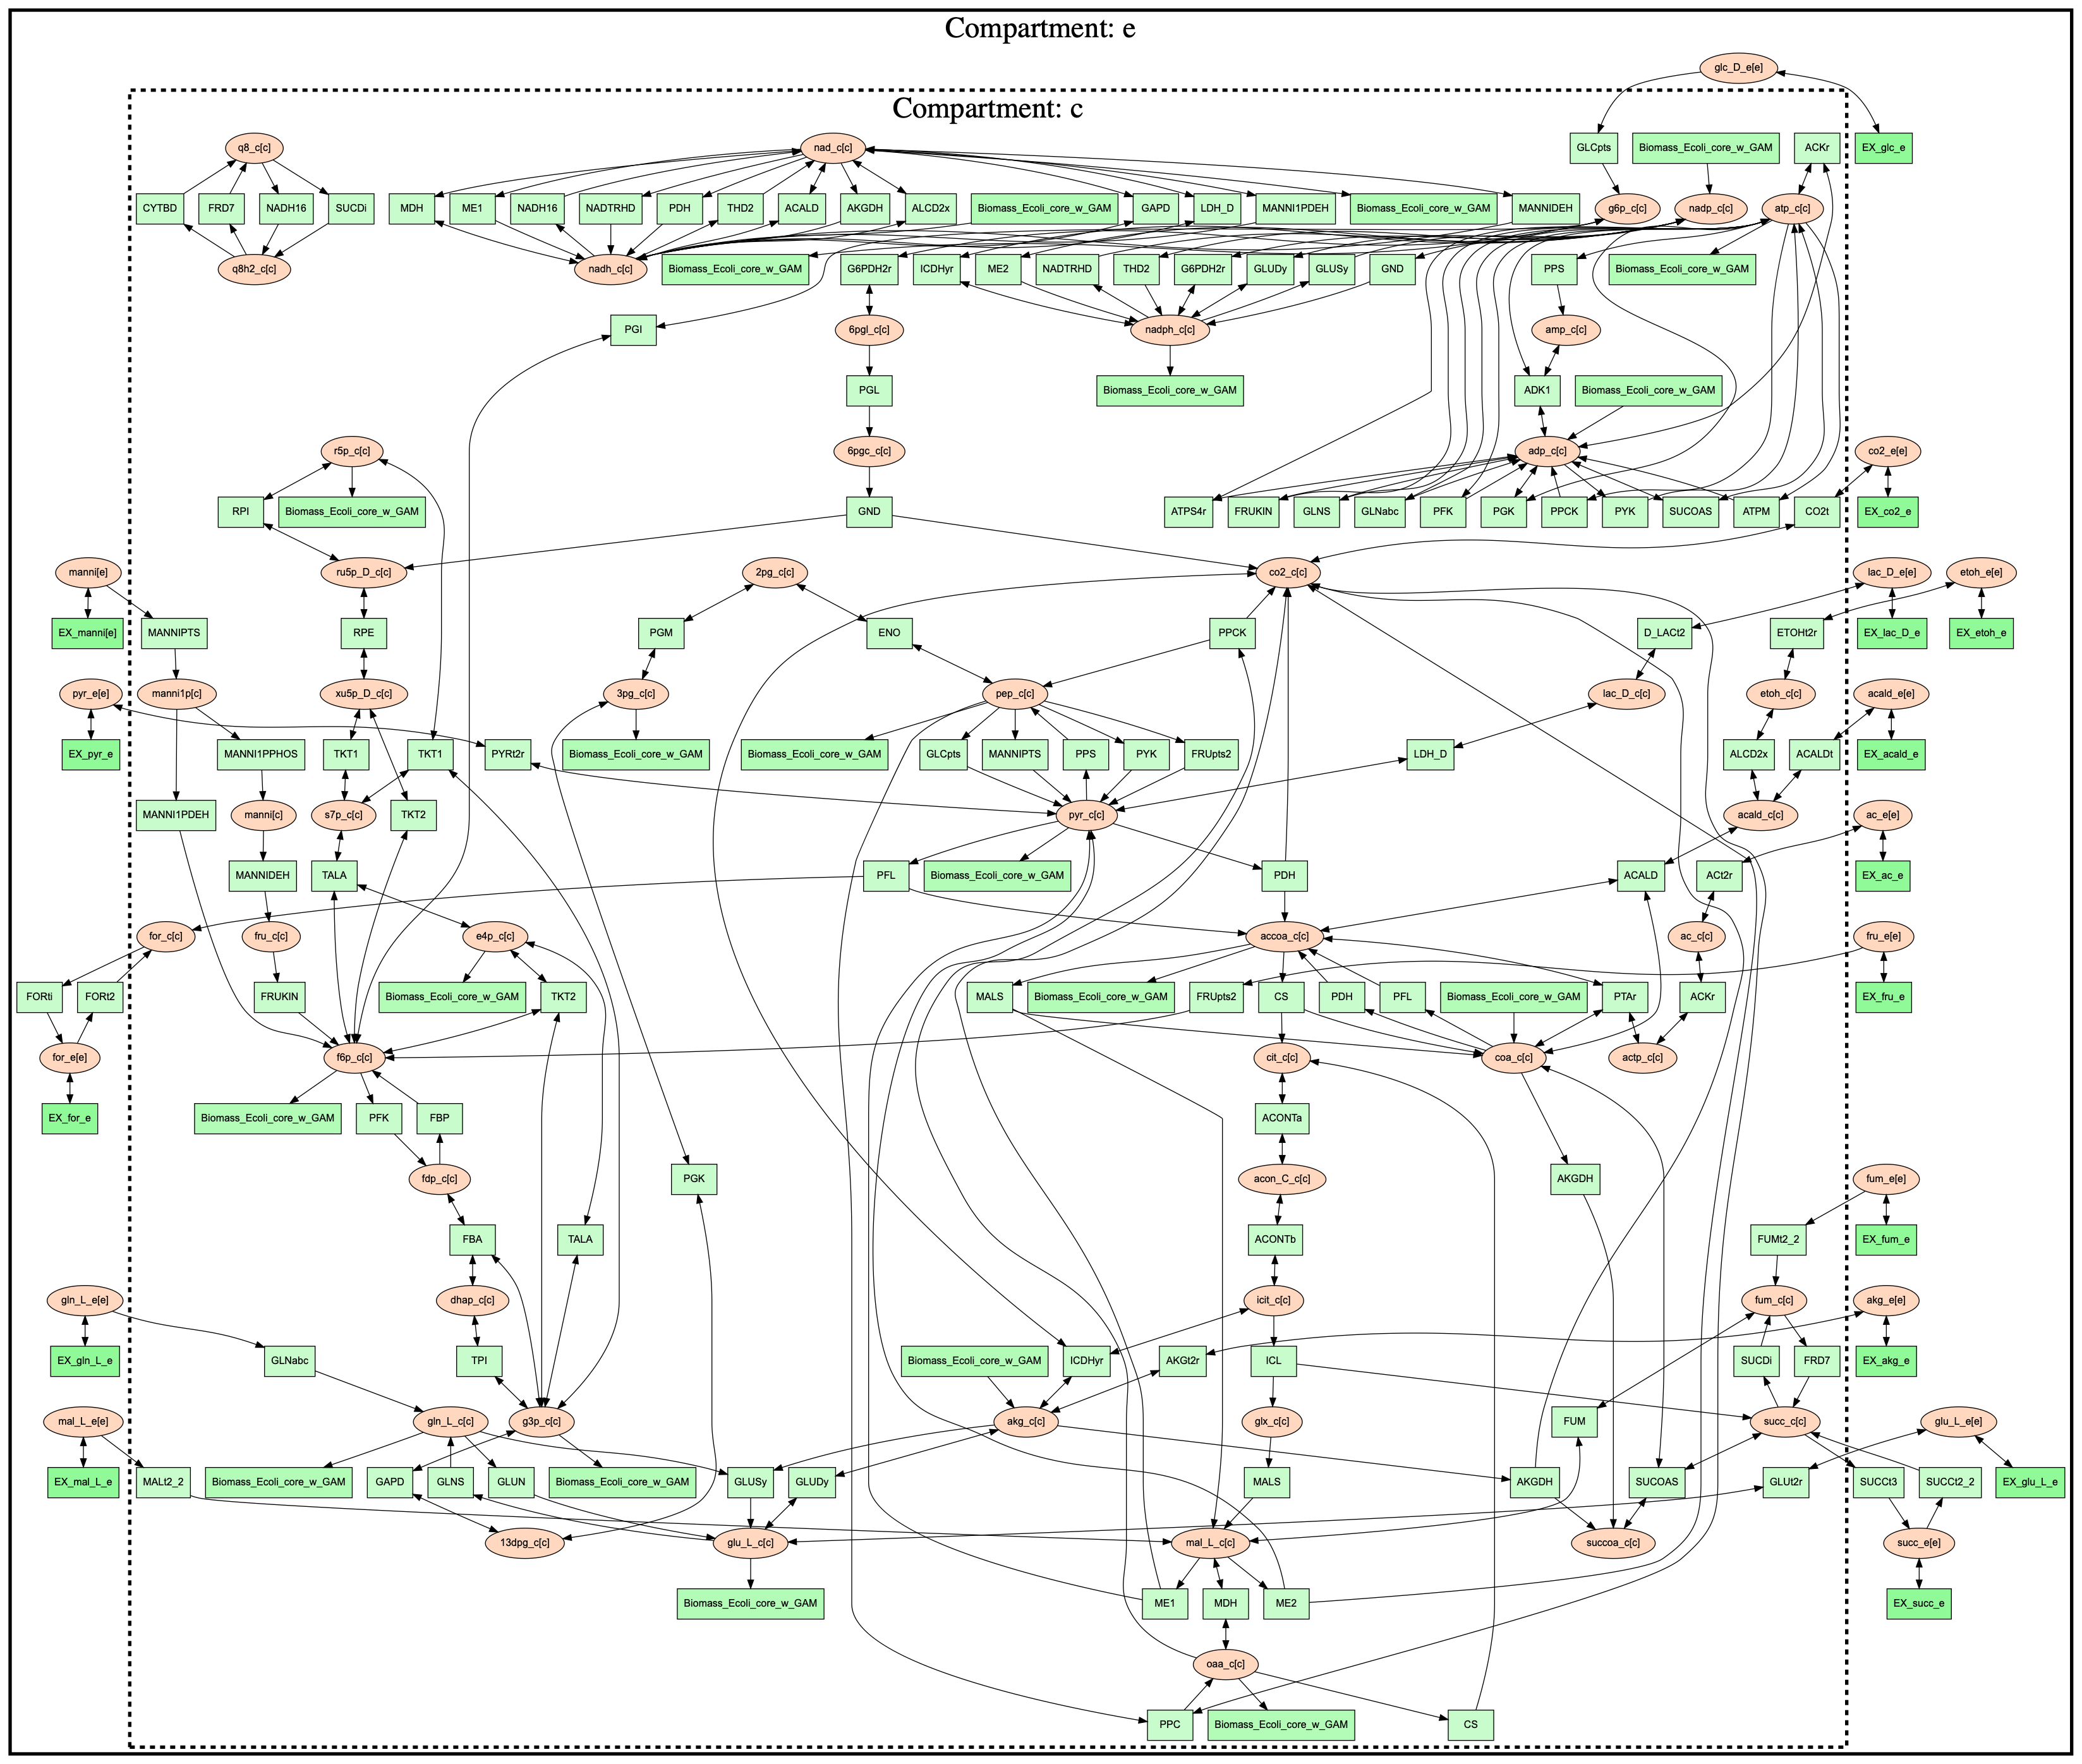 Compartment: e
glc_D_e[e]
Compartment: c
q8_c[c] nad_c[c] GLCpts Biomass_Ecoli_core_w_GAM ACKr EX_glc_e
CYTBD FRD7 NADH16 SUCDi MDH ME1 NADH16 NADTRHD PDH THD2 ACALD AKGDH ALCD2x Biomass_Ecoli_core_w_GAM GAPD LDH_D MANNI1PDEH Biomass_Ecoli_core_w_GAM MANNIDEH g6p_c[c] nadp_c[c] atp_c[c]
q8h2_c[c] nadh_c[c] Biomass_Ecoli_core_w_GAM G6PDH2r ICDHyr ME2 NADTRHD THD2 G6PDH2r GLUDy GLUSy GND PPS Biomass_Ecoli_core_w_GAM
PGI 6pgl_c[c] nadph_c[c] amp_c[c]
PGL Biomass_Ecoli_core_w_GAM ADK1 Biomass_Ecoli_core_w_GAM
r5p_c[c] 6pgc_c[c] adp_c[c] co2_e[e]
RPI Biomass_Ecoli_core_w_GAM GND ATPS4r FRUKIN GLNS GLNabc PFK PGK PPCK PYK SUCOAS ATPM CO2t EX_co2_e
manni[e] ru5p_D_c[c] 2pg_c[c] co2_c[c] lac_D_e[e] etoh_e[e]
EX_manni[e] MANNIPTS RPE PGM ENO PPCK D_LACt2 ETOHt2r EX_lac_D_e EX_etoh_e
pyr_e[e] manni1p[c] xu5p_D_c[c] 3pg_c[c] pep_c[c] lac_D_c[c] etoh_c[c] acald_e[e]
EX_pyr_e MANNI1PPHOS TKT1 TKT1 PYRt2r Biomass_Ecoli_core_w_GAM Biomass_Ecoli_core_w_GAM GLCpts MANNIPTS PPS PYK FRUpts2 LDH_D ALCD2x ACALDt EX_acald_e
MANNI1PDEH manni[c] s7p_c[c] TKT2 pyr_c[c] acald_c[c] ac_e[e]
MANNIDEH TALA PFL Biomass_Ecoli_core_w_GAM PDH ACALD ACt2r EX_ac_e
for_c[c] fru_c[c] e4p_c[c] accoa_c[c] ac_c[c] fru_e[e]
FORti FORt2 FRUKIN Biomass_Ecoli_core_w_GAM TKT2 MALS Biomass_Ecoli_core_w_GAM FRUpts2 CS PDH PFL Biomass_Ecoli_core_w_GAM PTAr ACKr EX_fru_e
for_e[e] f6p_c[c] cit_c[c] coa_c[c] actp_c[c]
EX_for_e Biomass_Ecoli_core_w_GAM PFK FBP ACONTa
fdp_c[c] PGK acon_C_c[c] AKGDH fum_e[e]
FBA TALA ACONTb FUMt2_2 EX_fum_e
gln_L_e[e] dhap_c[c] icit_c[c] fum_c[c] akg_e[e]
EX_gln_L_e GLNabc TPI Biomass_Ecoli_core_w_GAM ICDHyr AKGt2r ICL SUCDi FRD7 EX_akg_e
mal_L_e[e] gln_L_c[c] g3p_c[c] akg_c[c] glx_c[c] FUM succ_c[c] glu_L_e[e]
EX_mal_L_e MALt2_2 Biomass_Ecoli_core_w_GAM GAPD GLNS GLUN Biomass_Ecoli_core_w_GAM GLUSy GLUDy MALS AKGDH SUCOAS GLUt2r SUCCt3 SUCCt2_2 EX_glu_L_e
13dpg_c[c] glu_L_c[c] mal_L_c[c] succoa_c[c] succ_e[e]
Biomass_Ecoli_core_w_GAM ME1 MDH ME2 EX_succ_e
oaa_c[c]
PPC Biomass_Ecoli_core_w_GAM CS